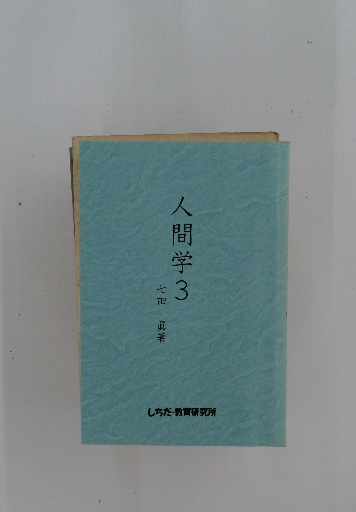 人間学3
七田 眞著
しちだ・教育研究所